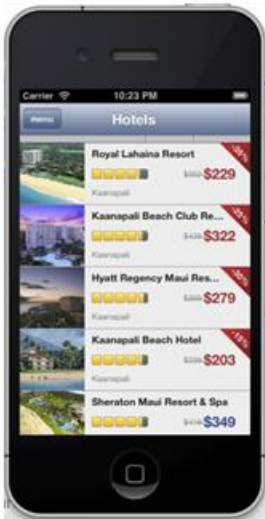 Carrier 10:23 PM
menu Hotels
Royal Lahaina Resort
$229
Kaanapali
Kaanapali Beach Club Re...
$322
Kaanapali
Hyatt Regency Maui Res...
$279
Kaanapali
Kaanapali Beach Hotel
$203
Kaanapali
Sheraton Maui Resort & Spa
$349